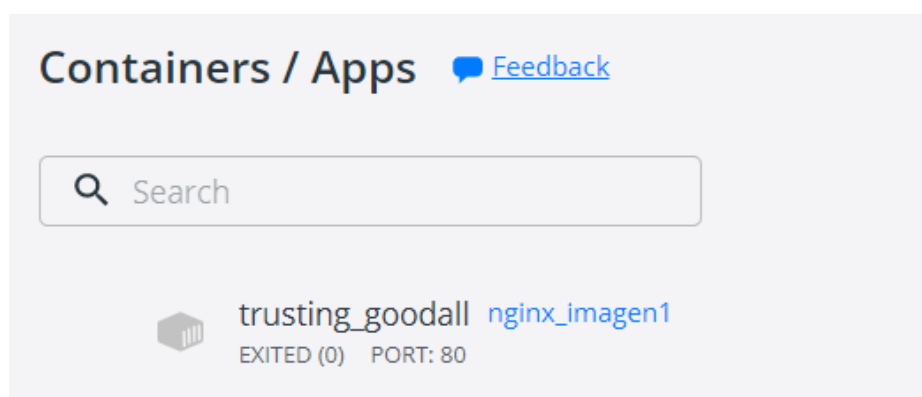 Containers / Apps Feedback
Search
trusting_goodall nginx_imagen1
EXITED (0) PORT: 80